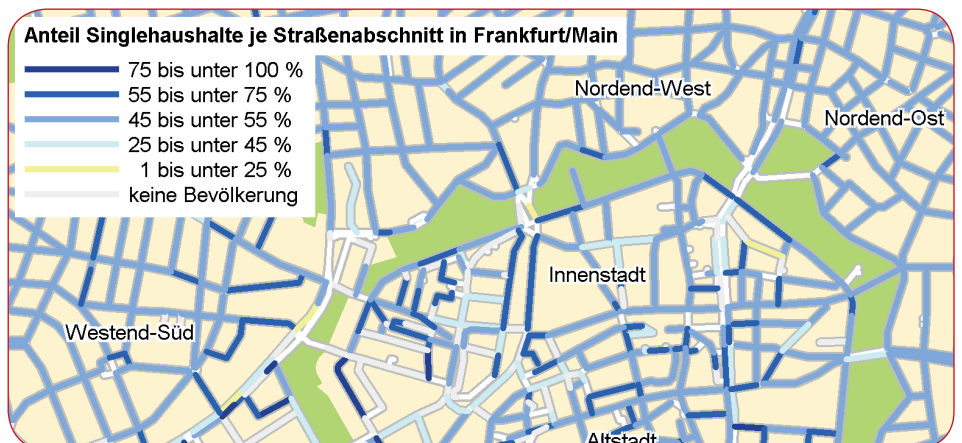 Anteil Singlehaushalte je Straßenabschnitt in Frankfurt/Main
75 bis unter 100 %
55 bis unter 75 %
45 bis unter 55 %
25 bis unter 45 %
1 bis unter 25 %
keine Bevölkerung
Nordend-West
Nordend-Ost
Innenstadt
Westend-Süd
Altstadt